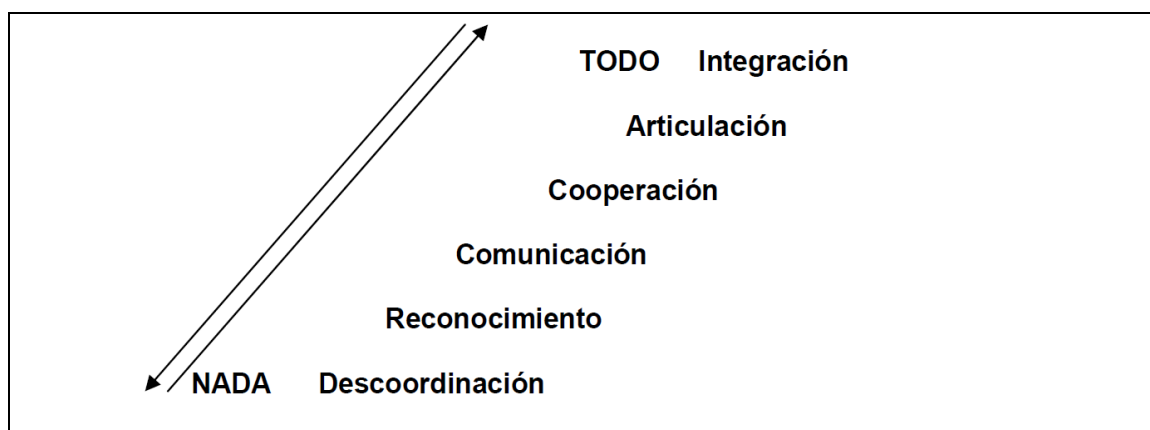 TODO Integración
Articulación
Cooperación
Comunicación
Reconocimiento
NADA Descoordinación